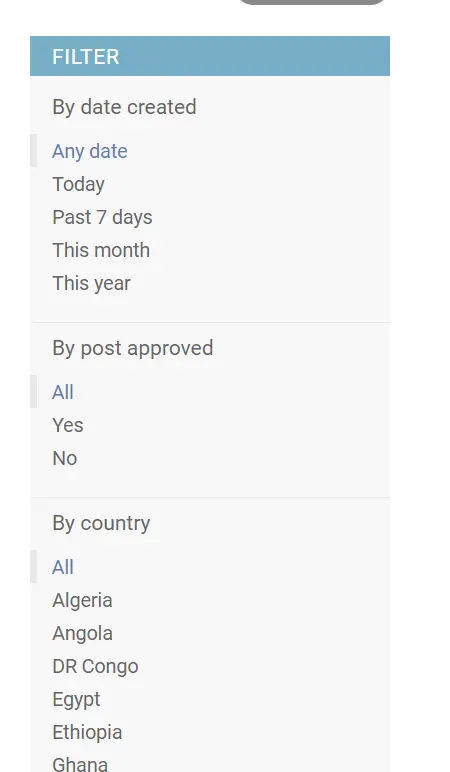 FILTER
By date created
Any date
Today
Past 7 days
This month
This year
By post approved
All
Yes
No
By country
All
Algeria
Angola
DR Congo
Egypt
Ethiopia
Ghana